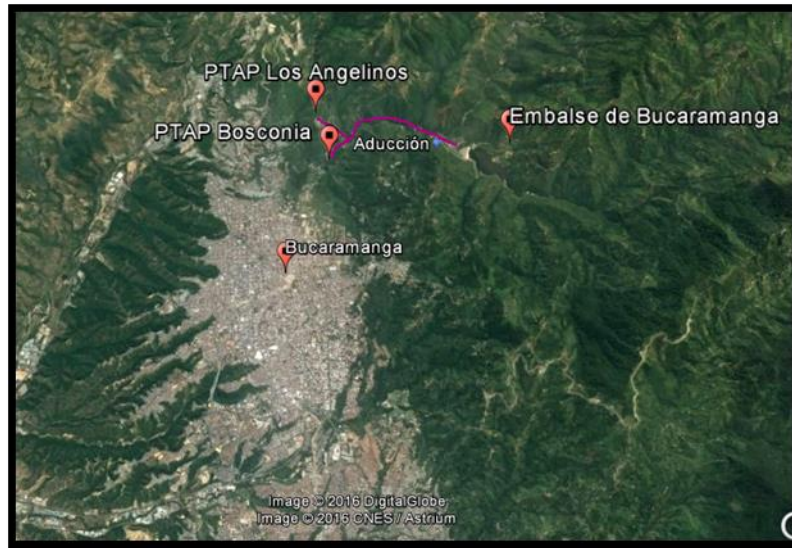 PTAP Los Angelinos
Embalse de Bucaramanga
PTAP Bosconia
Aducción
Bucaramanga
Image © 2016 DigitalGlobe
Image © 2016 CNES / Astrium